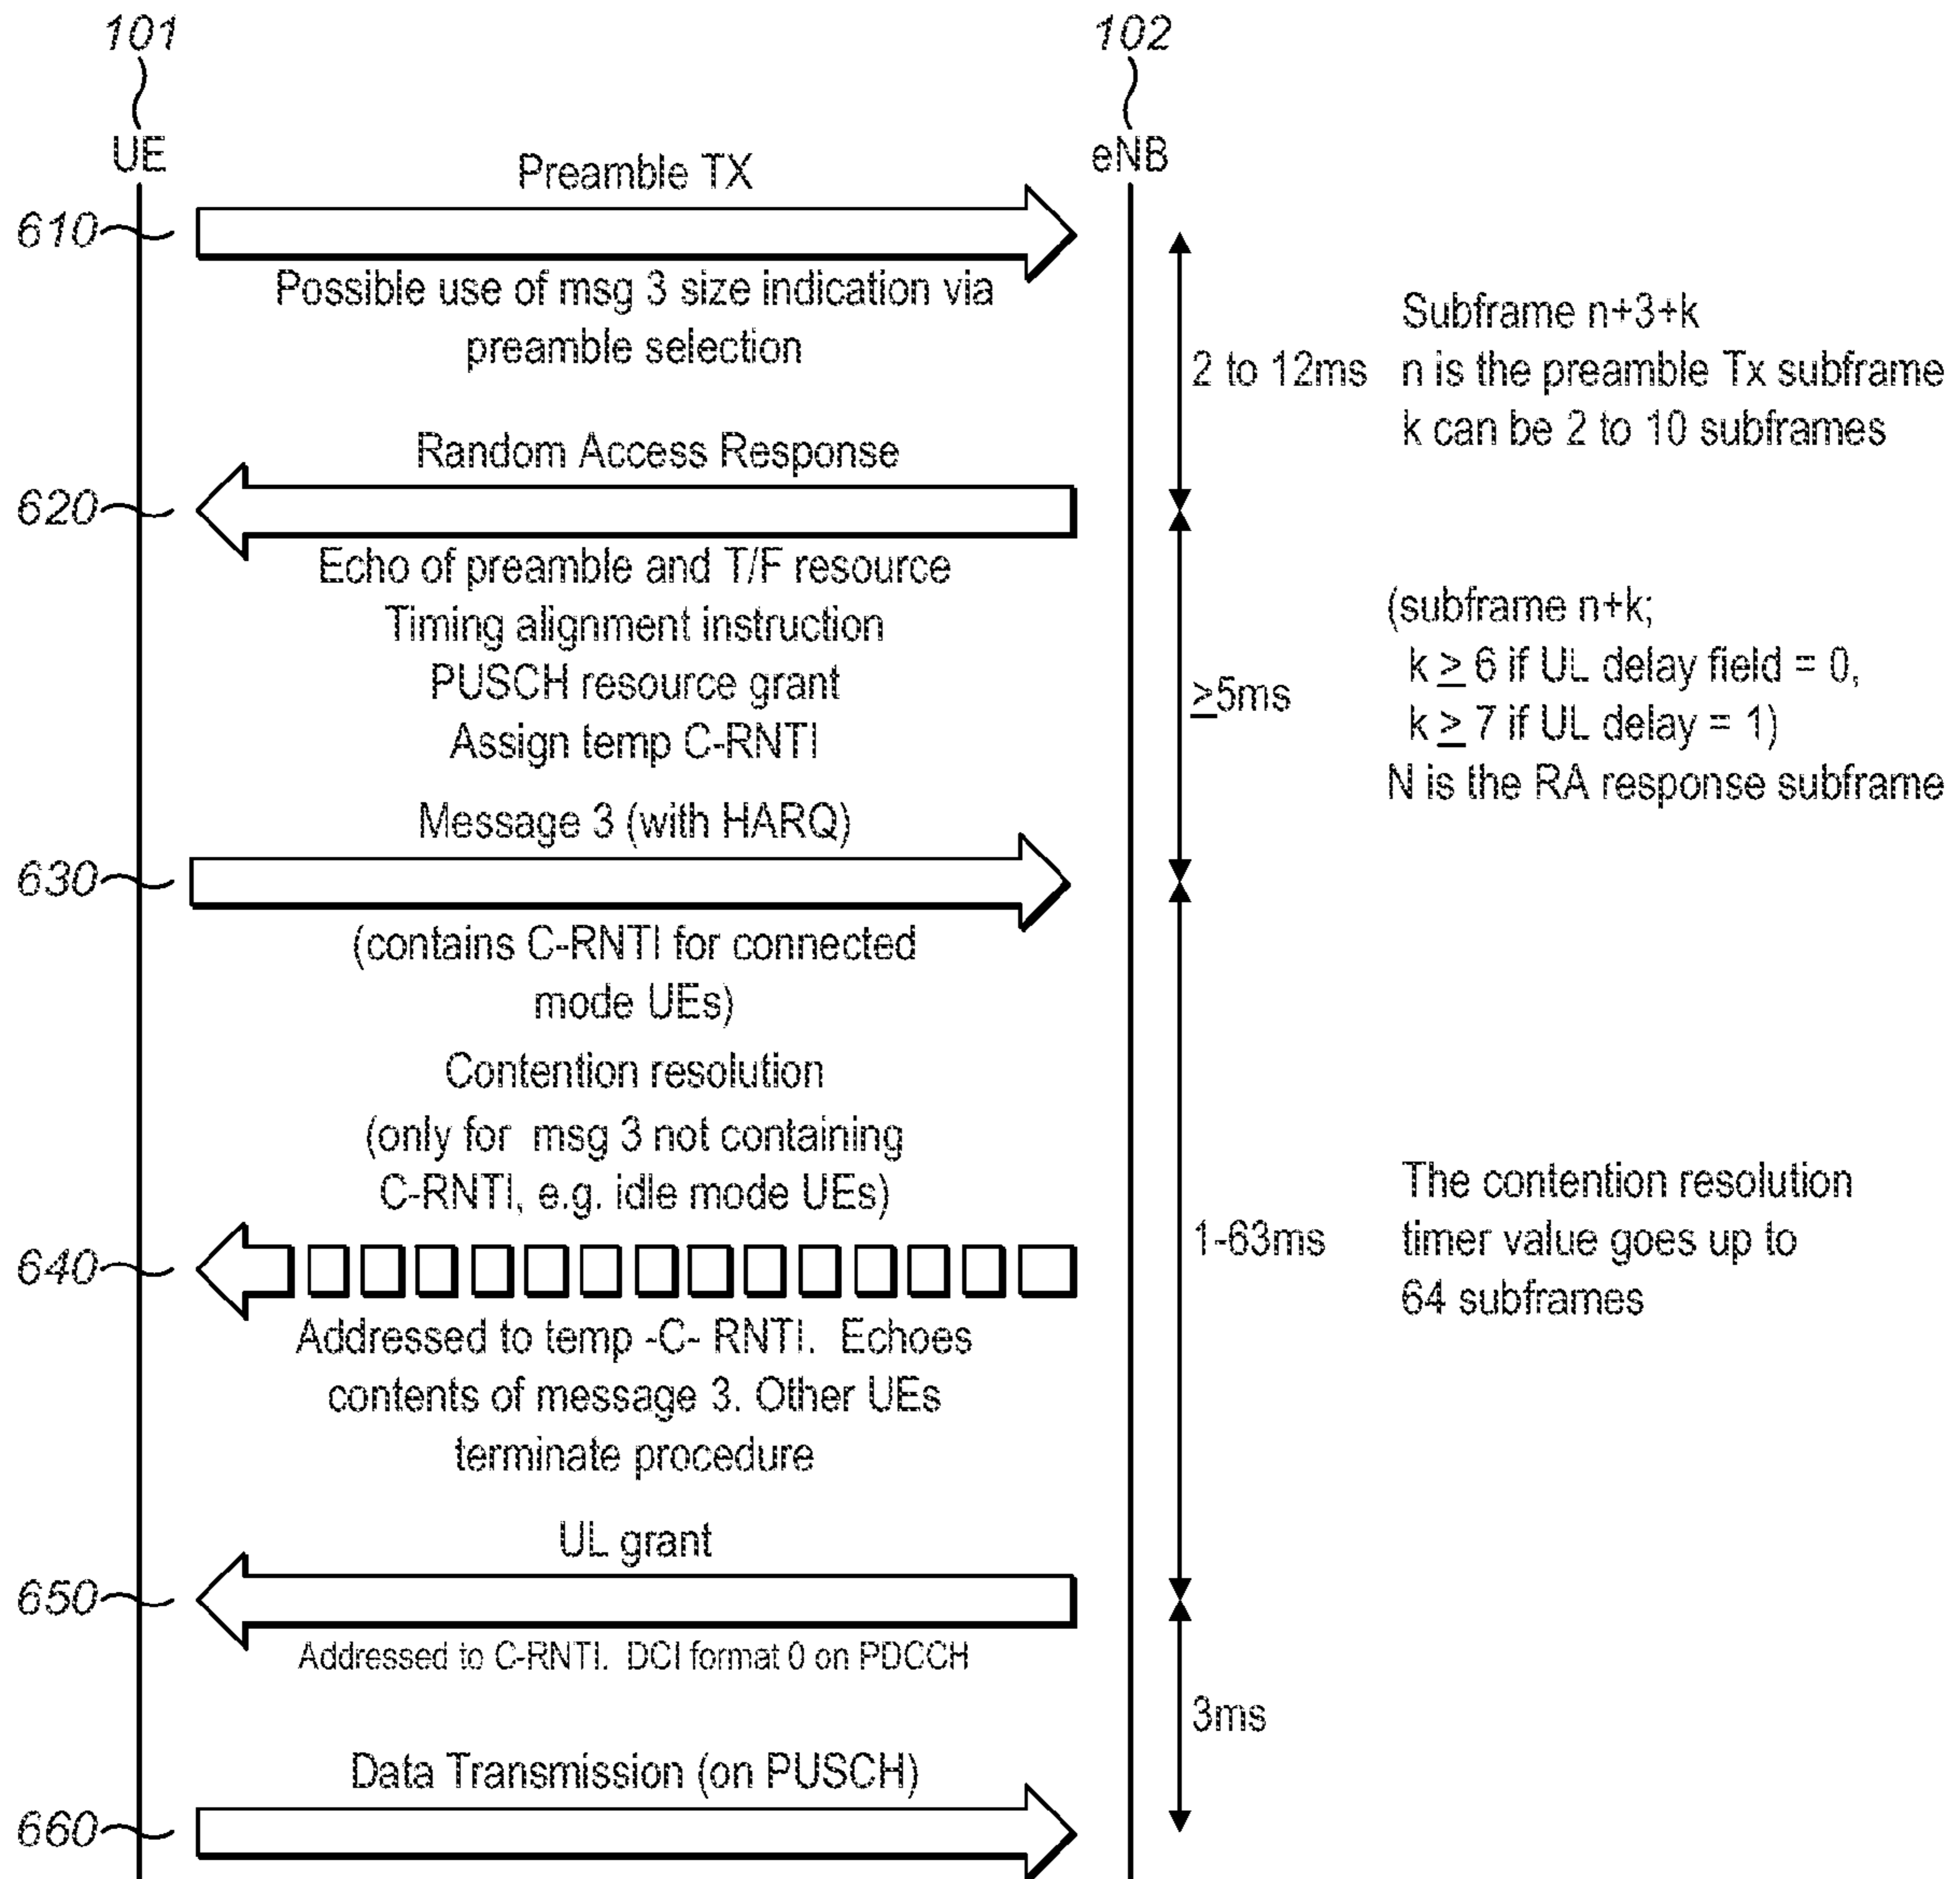 101
102
UE
eNB
Preamble TX
610
Possible use of msg 3 size indication via
preamble selection
2 to 12ms
Subframe n+3+k
n is the preamble Tx subframe
k can be 2 to 10 subframes
Random Access Response
620
Echo of preamble and T/F resource
Timing alignment instruction
PUSCH resource grant
Assign temp C-RNTI
≥5ms
(subframe n+k;
k ≥ 6 if UL delay field = 0,
k ≥ 7 if UL delay = 1)
N is the RA response subframe
Message 3 (with HARQ)
630
(contains C-RNTI for connected
mode UEs)
Contention resolution
(only for msg 3 not containing
C-RNTI, e.g. idle mode UEs)
640
Addressed to temp -C- RNTI. Echoes
contents of message 3. Other UEs
terminate procedure
1-63ms
The contention resolution
timer value goes up to
64 subframes
UL grant
650
Addressed to C-RNTI. DCI format 0 on PDCCH
3ms
Data Transmission (on PUSCH)
660